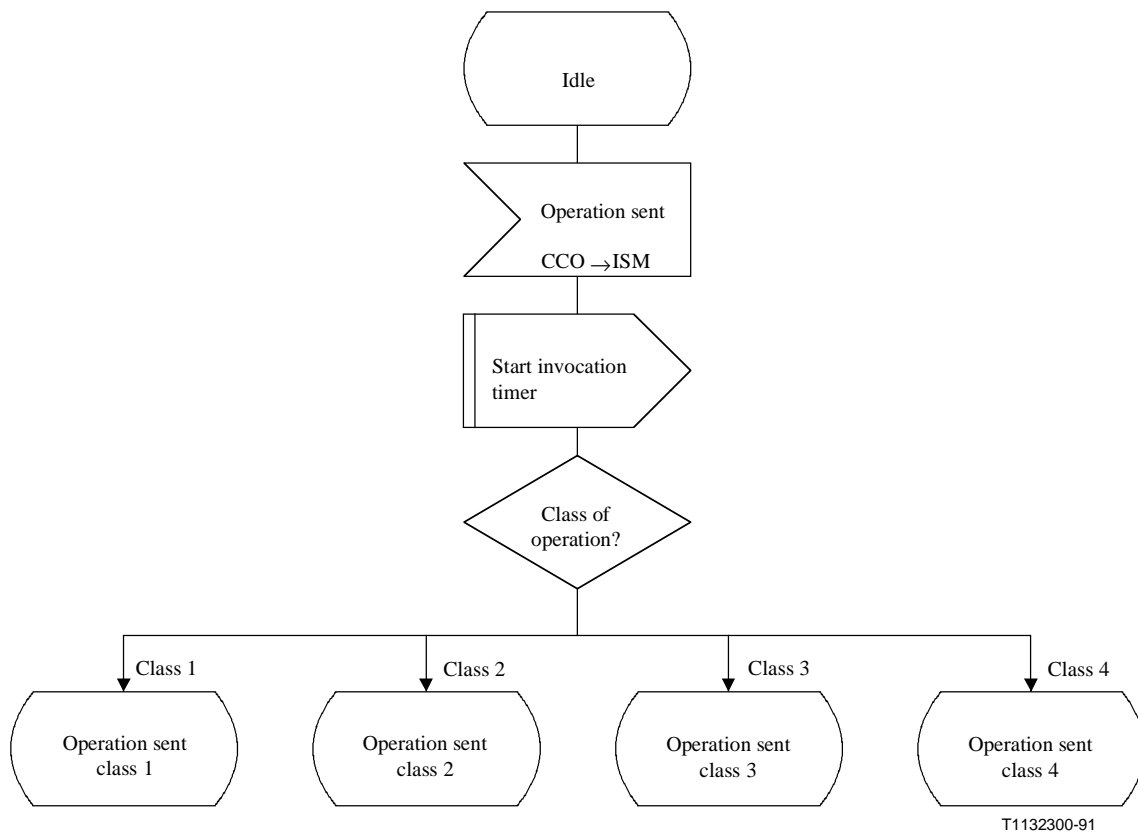 Idle
Operation sent
CCO → ISM
Start invocation
timer
Class of
operation?
Class 1
Class 2
Class 3
Class 4
Operation sent
class 1
Operation sent
class 2
Operation sent
class 3
Operation sent
class 4
T1132300-91